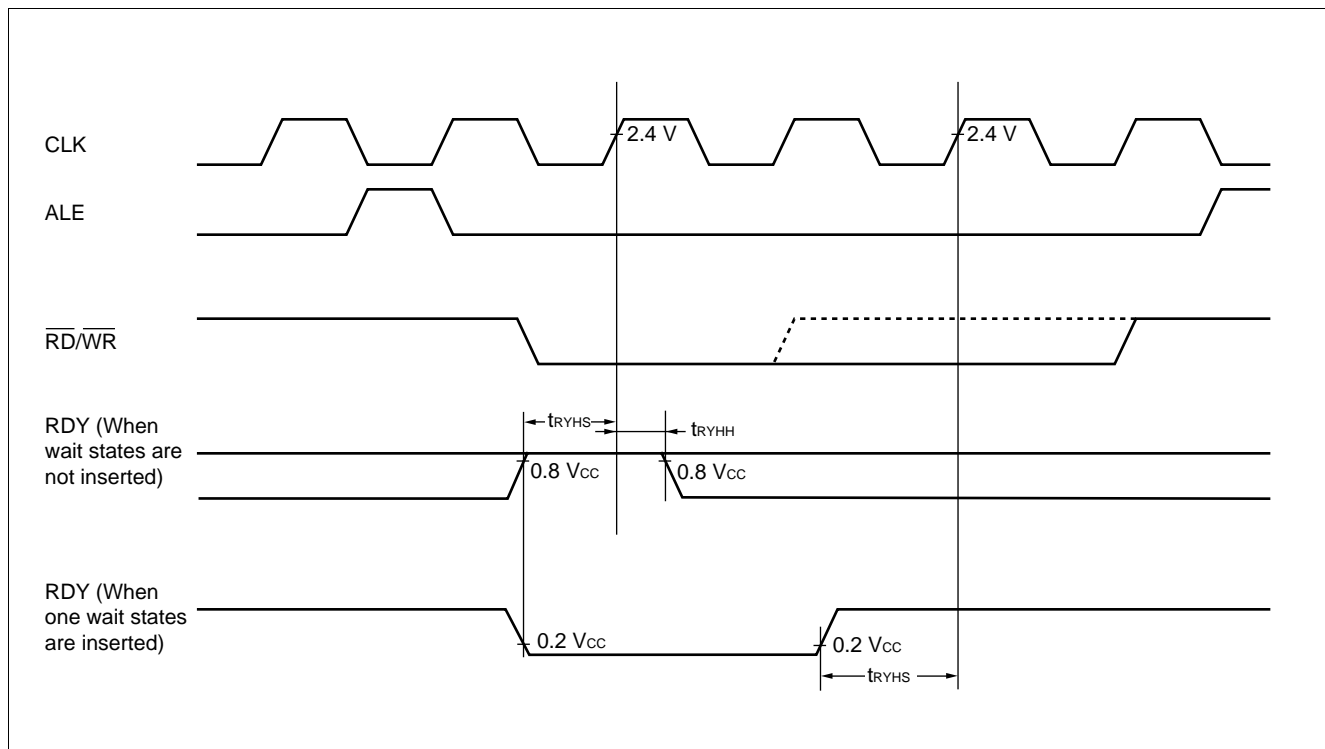 CLK
2.4 V
2.4 V
ALE
RD/WR
RDY (When
wait states are
not inserted)
tRYHS
tRYHH
0.8 VCC
0.8 VCC
RDY (When
one wait states
are inserted)
0.2 VCC
0.2 VCC
tRYHS